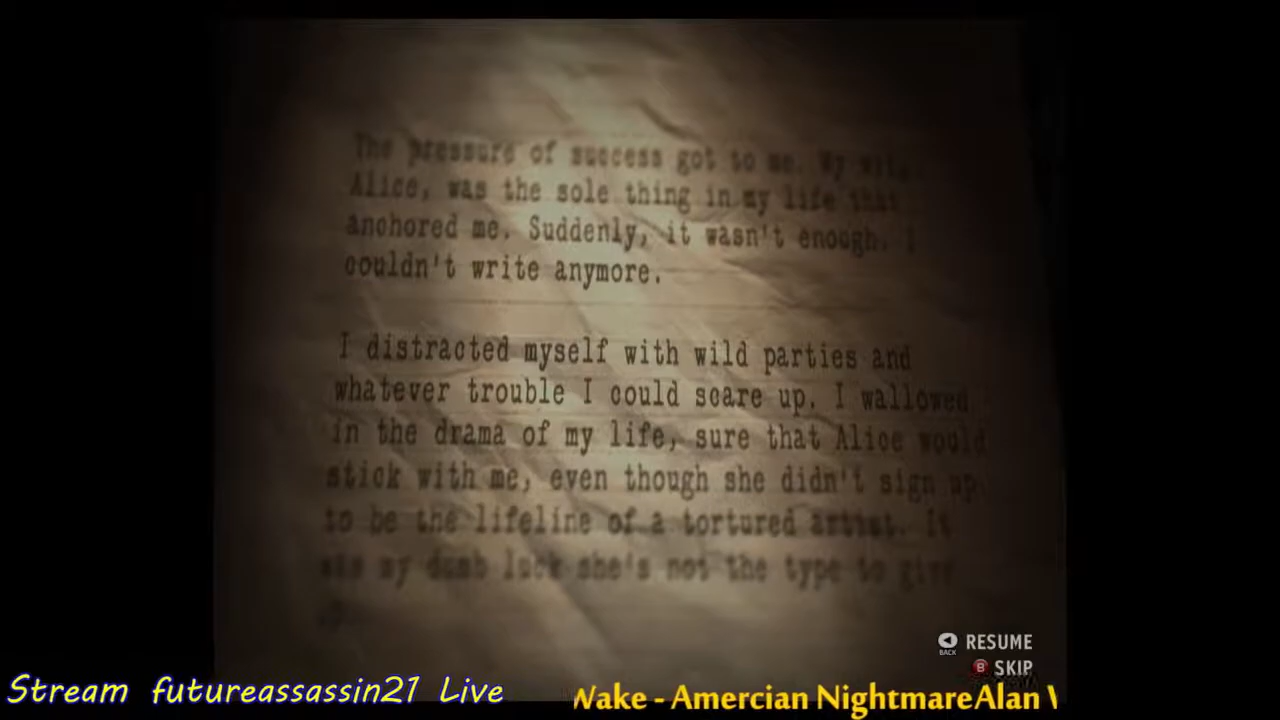 The pressure of success got to me. My wife,
Alice, was the sole thing in my life that
anchored me. Suddenly, it wasn't enough. I
couldn't write anymore.
I distracted myself with wild parties and
whatever trouble I could scare up. I wallowed
in the drama of my life, sure that Alice would
stick with me, even though she didn't sign up
to be the lifeline of a tortured artist. It
was my dumb luck she's not the type to give
BACK RESUME
B SKIP
Stream futureassassin21 Live
Wake - Amercian NightmareAlan